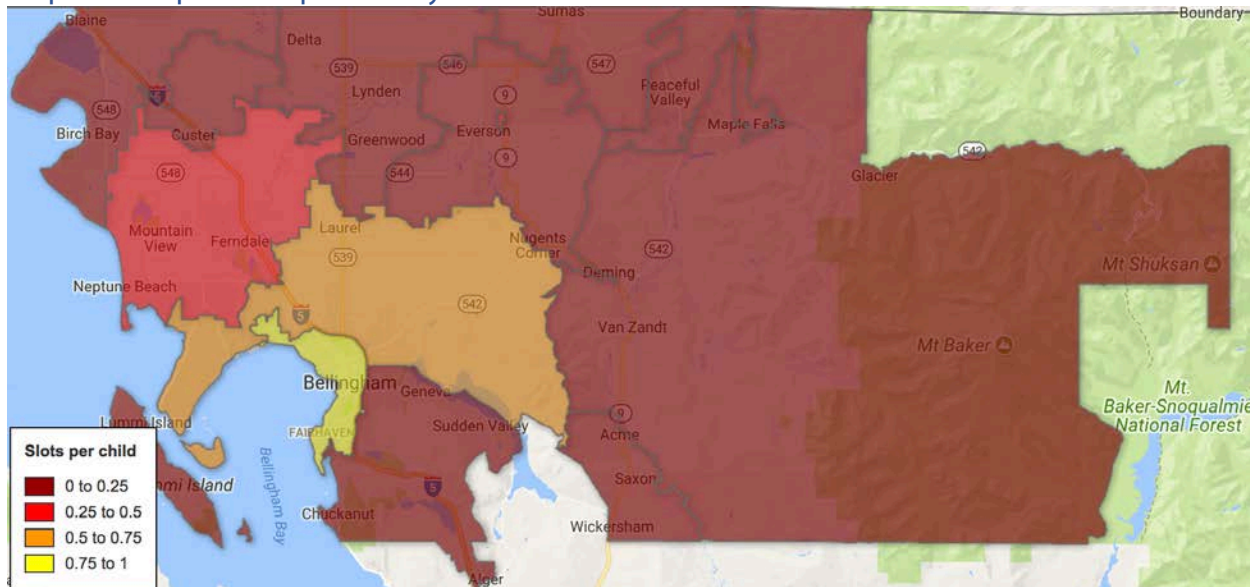 Boundary
Blaine
Sumas
Delta
539
546
547
Lynden
9
Peaceful
Valley
5
548
Birch Bay
Custer
Greenwood
Everson
Maple Falls
544
9
542
Glacier
548
Mountain
View
Ferndale
Laurel
539
Nugents
Corner
542
Deming
Mt Shuksan
Neptune Beach
542
5
Van Zandt
Mt Baker
Bellingham
Geneva
Mt.
Baker-Snoqualmie
National Forest
Lummi Island
FAIRHAVEN
Sudden Valley
9
Acme
Bellingham Bay
Saxon
5
Chuckanut
Wickersham
Alger
Slots per child
0 to 0.25
0.25 to 0.5
0.5 to 0.75
0.75 to 1
mmi Island